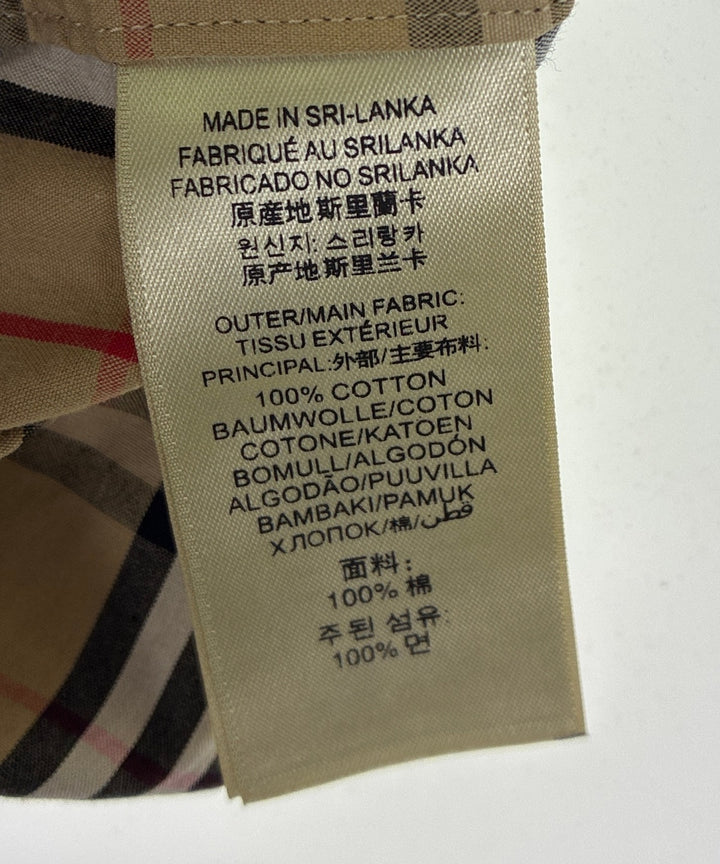 MADE IN SRI-LANKA
FABRIQUÉ AU SRILANKA
FABRICADO NO SRILANKA
原產地斯里蘭卡
원신지: 스리랑카
原产地斯里兰卡
OUTER/MAIN FABRIC:
TISSU EXTÉRIEUR
PRINCIPAL:外部/主要布料:
100% COTTON
BAUMWOLLE/COTON
COTONE/KATOEN
BOMULL/ALGODÓN
ALGODÃO/PUUVILLA
BAMBAKI/PAMUK
ХЛОПОК/棉/قطن
面料:
100% 棉
주된 섬유:
100% 면